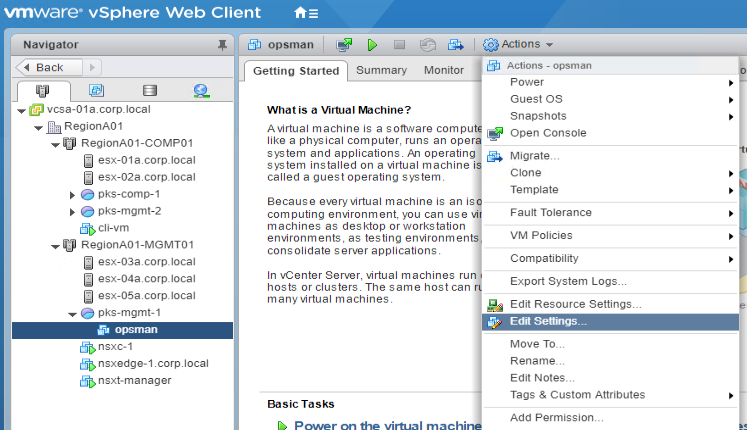 vmware® vSphere Web Client
Navigator
Back
vcsa-01a.corp.local
RegionA01
RegionA01-COMP01
esx-01a.corp.local
esx-02a.corp.local
pks-comp-1
pks-mgmt-2
cli-vm
RegionA01-MGMT01
esx-03a.corp.local
esx-04a.corp.local
esx-05a.corp.local
pks-mgmt-1
opsman
nsxc-1
nsxedge-1.corp.local
nsxt-manager
opsman Actions
Getting Started Summary Monitor
What is a Virtual Machine?
A virtual machine is a software compute
like a physical computer, runs an opera
system and applications. An operating
system installed on a virtual machine is
called a guest operating system.
Because every virtual machine is an iso
computing environment, you can use vir
machines as desktop or workstation
environments, as testing environments,
consolidate server applications.
In vCenter Server, virtual machines run
hosts or clusters. The same host can ru
many virtual machines.
Basic Tasks
Power on the virtual machine
Actions - opsman
Power
Guest OS
Snapshots
Open Console
Migrate...
Clone
Template
Fault Tolerance
VM Policies
Compatibility
Export System Logs...
Edit Resource Settings...
Edit Settings...
Move To...
Rename...
Edit Notes...
Tags & Custom Attributes
Add Permission...